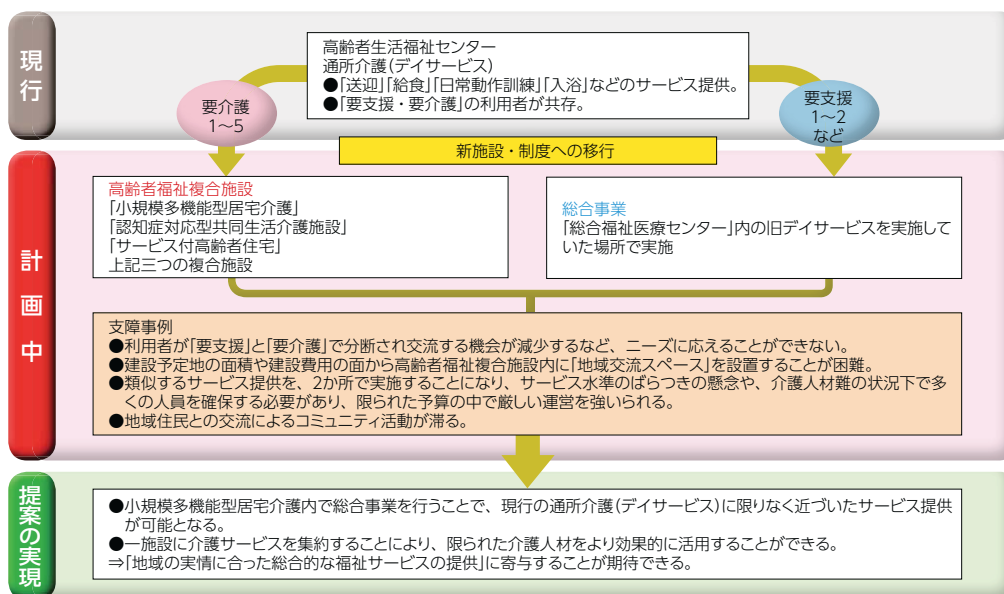 現行
高齢者生活福祉センター
通所介護(デイサービス)
●「送迎」「給食」「日常動作訓練」「入浴」などのサービス提供。
●「要支援・要介護」の利用者が共存。
要介護
1～5
要支援
1～2
など
新施設・制度への移行
計画中
高齢者福祉複合施設
「小規模多機能型居宅介護」
「認知症対応型共同生活介護施設」
「サービス付高齢者住宅」
上記三つの複合施設
総合事業
「総合福祉医療センター」内の旧デイサービスを実施して
いた場所で実施
支障事例
●利用者が「要支援」と「要介護」で分断され交流する機会が減少するなど、ニーズに応えることができない。
●建設予定地の面積や建設費用の面から高齢者福祉複合施設内に「地域交流スペース」を設置することが困難。
●類似するサービス提供を、2か所で実施することになり、サービス水準のばらつきの懸念や、介護人材難の状況下で多
くの人員を確保する必要があり、限られた予算の中で厳しい運営を強いられる。
●地域住民との交流によるコミュニティ活動が滞る。
提案の実現
●小規模多機能型居宅介護内で総合事業を行うことで、現行の通所介護(デイサービス)に限りなく近づいたサービス提供
が可能となる。
●一施設に介護サービスを集約することにより、限られた介護人材をより効果的に活用することができる。
⇒「地域の実情に合った総合的な福祉サービスの提供」に寄与することが期待できる。